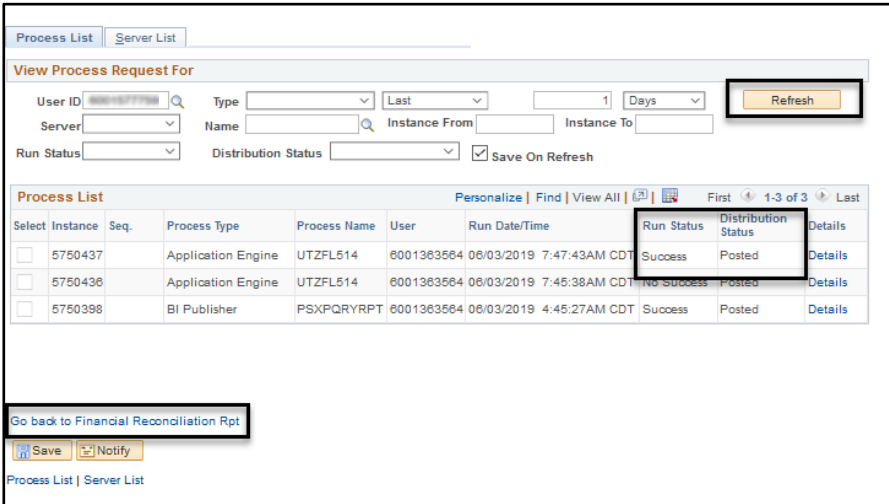 Process List Server List
View Process Request For
User ID Type Last 1 Days Refresh
Server Name Instance From Instance To
Run Status Distribution Status Save On Refresh
Process List Personalize | Find | View All | | First 1-3 of 3 Last
Select Instance Seq. Process Type Process Name User Run Date/Time Run Status Distribution Status Details
5750437 Application Engine UTZFL514 6001363564 06/03/2019 7:47:43AM CDT Success Posted Details
5750436 Application Engine UTZFL514 6001363564 06/03/2019 7:45:38AM CDT No Success Posted Details
5750398 BI Publisher PSXPQRYRPT 6001363564 06/03/2019 4:45:27AM CDT Success Posted Details
Go back to Financial Reconciliation Rpt
Save Notify
Process List | Server List